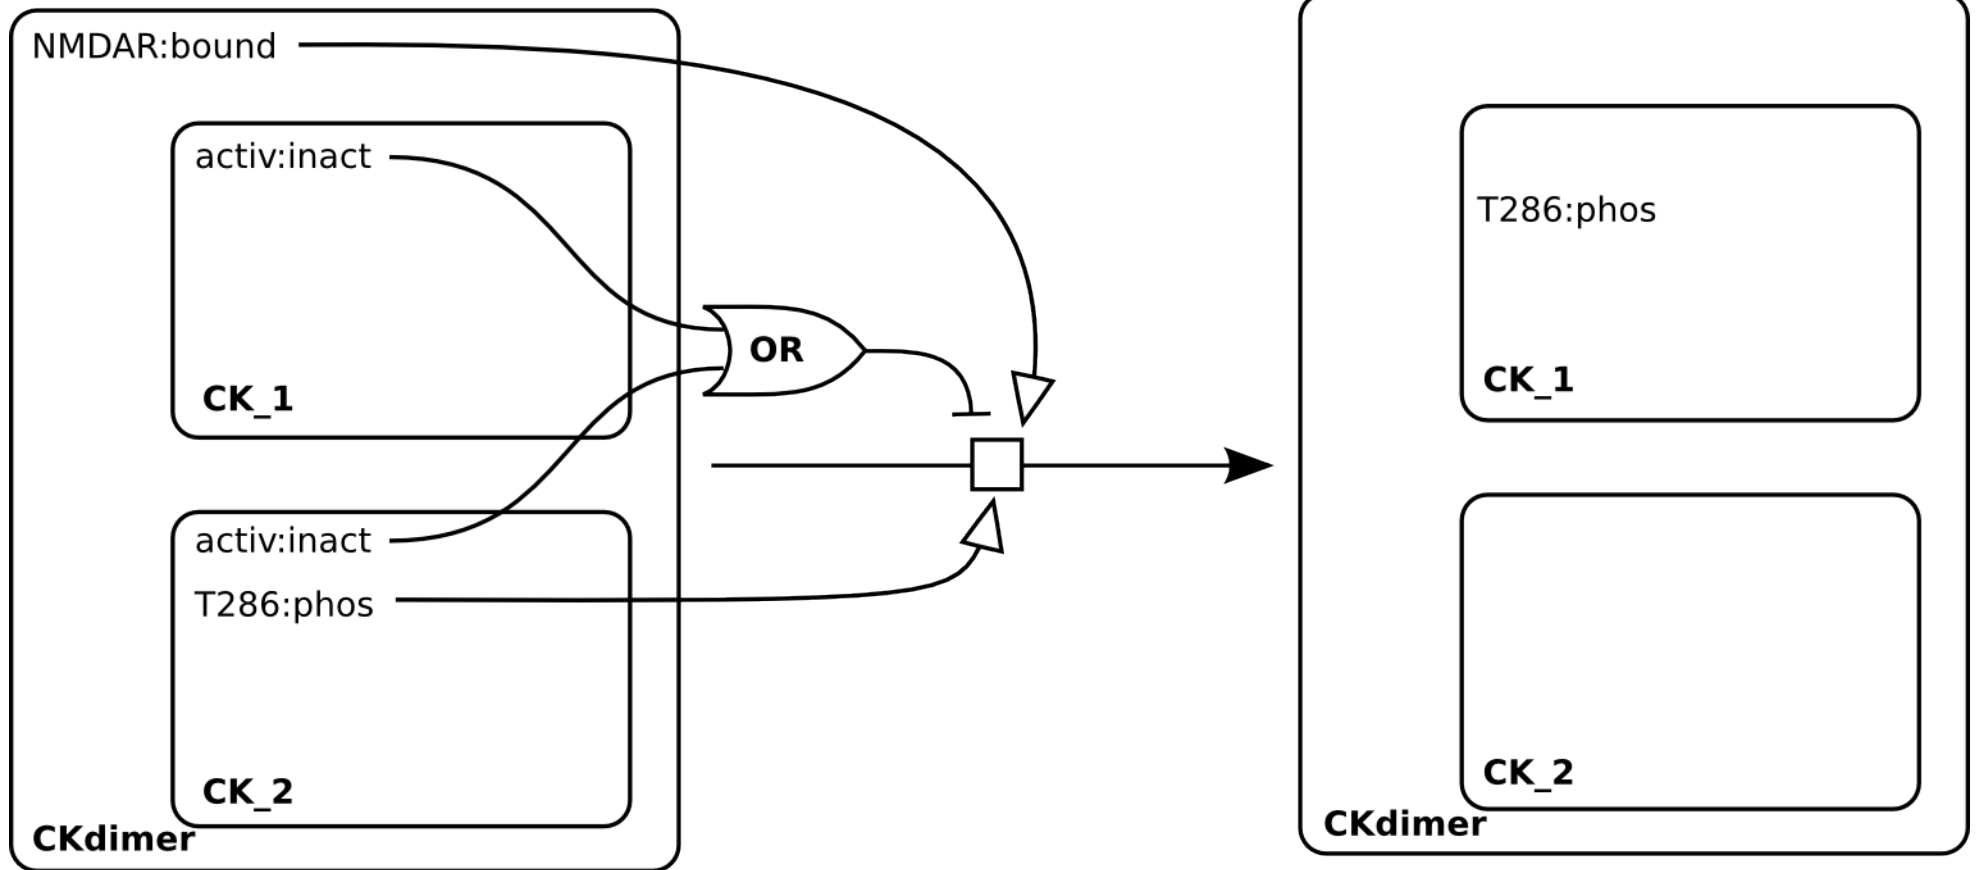 NMDAR:bound
activ:inact
CK_1
activ:inact
T286:phos
CK_2
CKdimer
OR
T286:phos
CK_1
CK_2
CKdimer